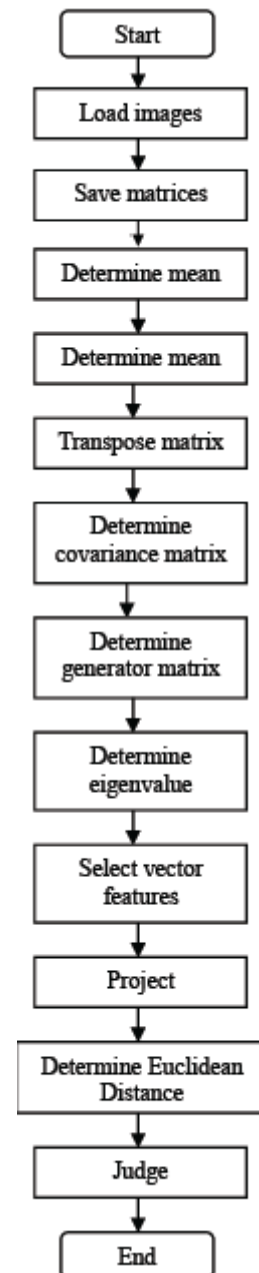 Start
Load images
Save matrices
Determine mean
Determine mean
Transpose matrix
Determine
covariance matrix
Determine
generator matrix
Determine
eigenvalue
Select vector
features
Project
Determine Euclidean
Distance
Judge
End